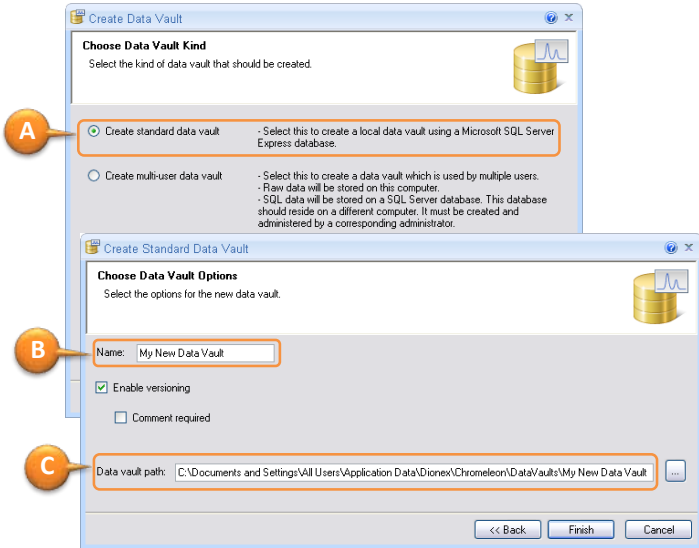 Create Data Vault
Choose Data Vault Kind
Select the kind of data vault that should be created.
A
Create standard data vault
- Select this to create a local data vault using a Microsoft SQL Server
Express database.
Create multi-user data vault
- Select this to create a data vault which is used by multiple users.
- Raw data will be stored on this computer.
- SQL data will be stored on a SQL Server database. This database
should reside on a different computer. It must be created and
administered by a corresponding administrator.
Create Standard Data Vault
Choose Data Vault Options
Select the options for the new data vault.
B
Name: My New Data Vault
Enable versioning
Comment required
C
Data vault path: C:\Documents and Settings\All Users\Application Data\Dionex\Chromeleon\DataVaults\My New Data Vault ...
<< Back Finish Cancel